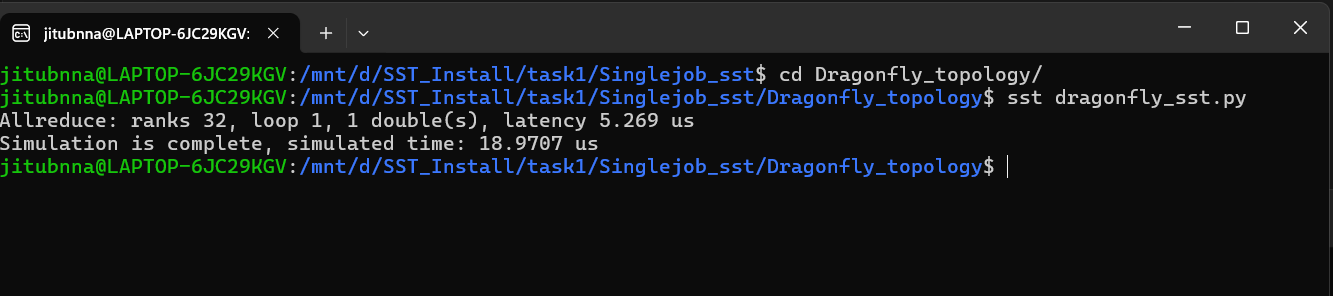 jitubnna@LAPTOP-6JC29KGV:
jitubnna@LAPTOP-6JC29KGV:/mnt/d/SST_Install/task1/Singlejob_sst$ cd Dragonfly_topology/
jitubnna@LAPTOP-6JC29KGV:/mnt/d/SST_Install/task1/Singlejob_sst/Dragonfly_topology$ sst dragonfly_sst.py
Allreduce: ranks 32, loop 1, 1 double(s), latency 5.269 us
Simulation is complete, simulated time: 18.9707 us
jitubnna@LAPTOP-6JC29KGV:/mnt/d/SST_Install/task1/Singlejob_sst/Dragonfly_topology$